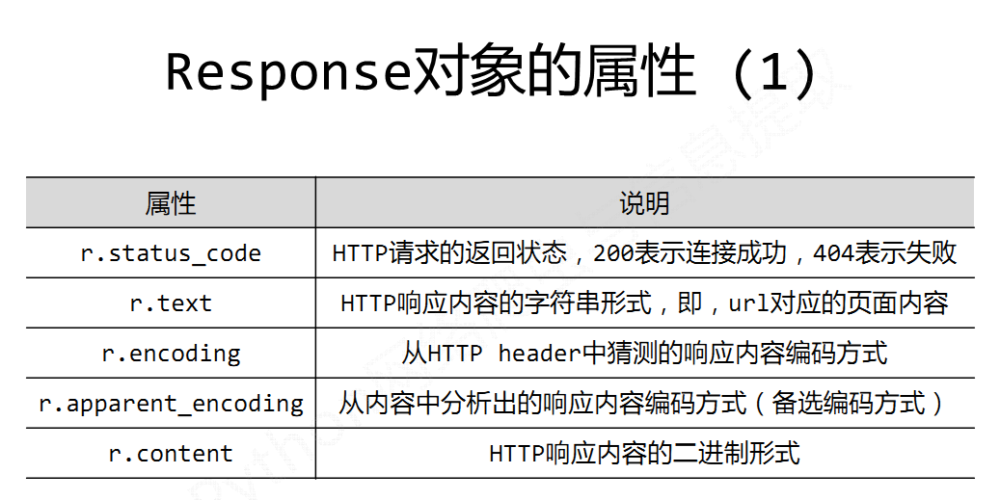 Response对象的属性（1）
属性 说明
r.status_code HTTP请求的返回状态，200表示连接成功，404表示失败
r.text HTTP响应内容的字符串形式，即，url对应的页面内容
r.encoding 从HTTP header中猜测的响应内容编码方式
r.apparent_encoding 从内容中分析出的响应内容编码方式（备选编码方式）
r.content HTTP响应内容的二进制形式